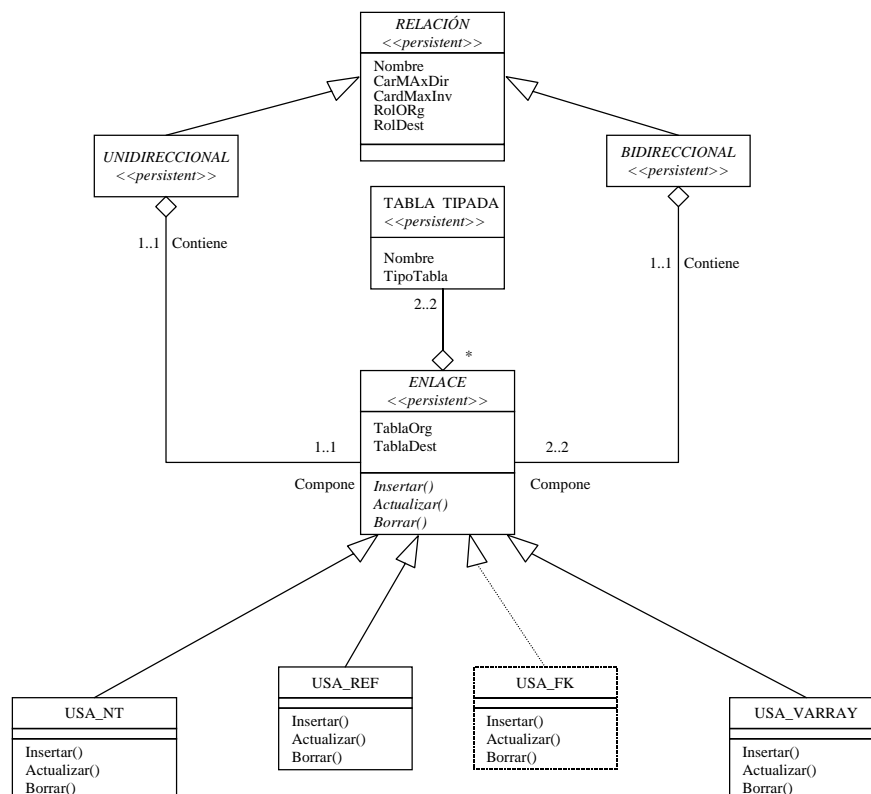 RELACIÓN
<<persistent>>
Nombre
CarMAxDir
CardMaxInv
RolORg
RolDest
UNIDIRECCIONAL
<<persistent>>
BIDIRECCIONAL
<<persistent>>
TABLA_TIPADA
<<persistent>>
Nombre
TipoTabla
1..1 Contiene
1..1 Contiene
2..2
*
ENLACE
<<persistent>>
TablaOrg
TablaDest
1..1
2..2
Compone
Compone
Insertar()
Actualizar()
Borrar()
USA_REF
Insertar()
Actualizar()
Borrar()
USA_FK
Insertar()
Actualizar()
Borrar()
USA_NT
Insertar()
Actualizar()
Borrar()
USA_VARRAY
Insertar()
Actualizar()
Borrar()